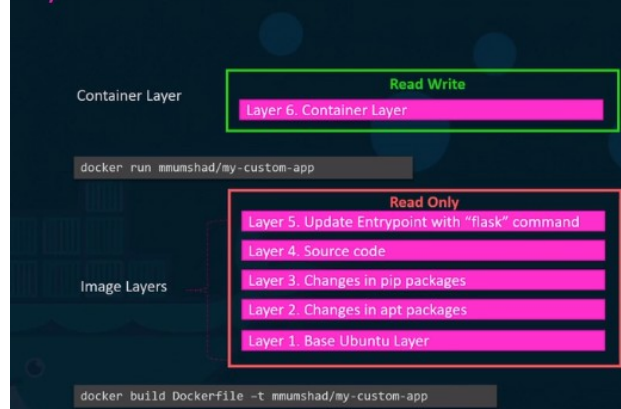 Read Write
Container Layer
Layer 6. Container Layer
docker run mmumshad/my-custom-app
Read Only
Layer 5. Update Entrypoint with “flask” command
Layer 4. Source code
Layer 3. Changes in pip packages
Image Layers
Layer 2. Changes in apt packages
Layer 1. Base Ubuntu Layer
docker build Dockerfile –t mmumshad/my-custom-app